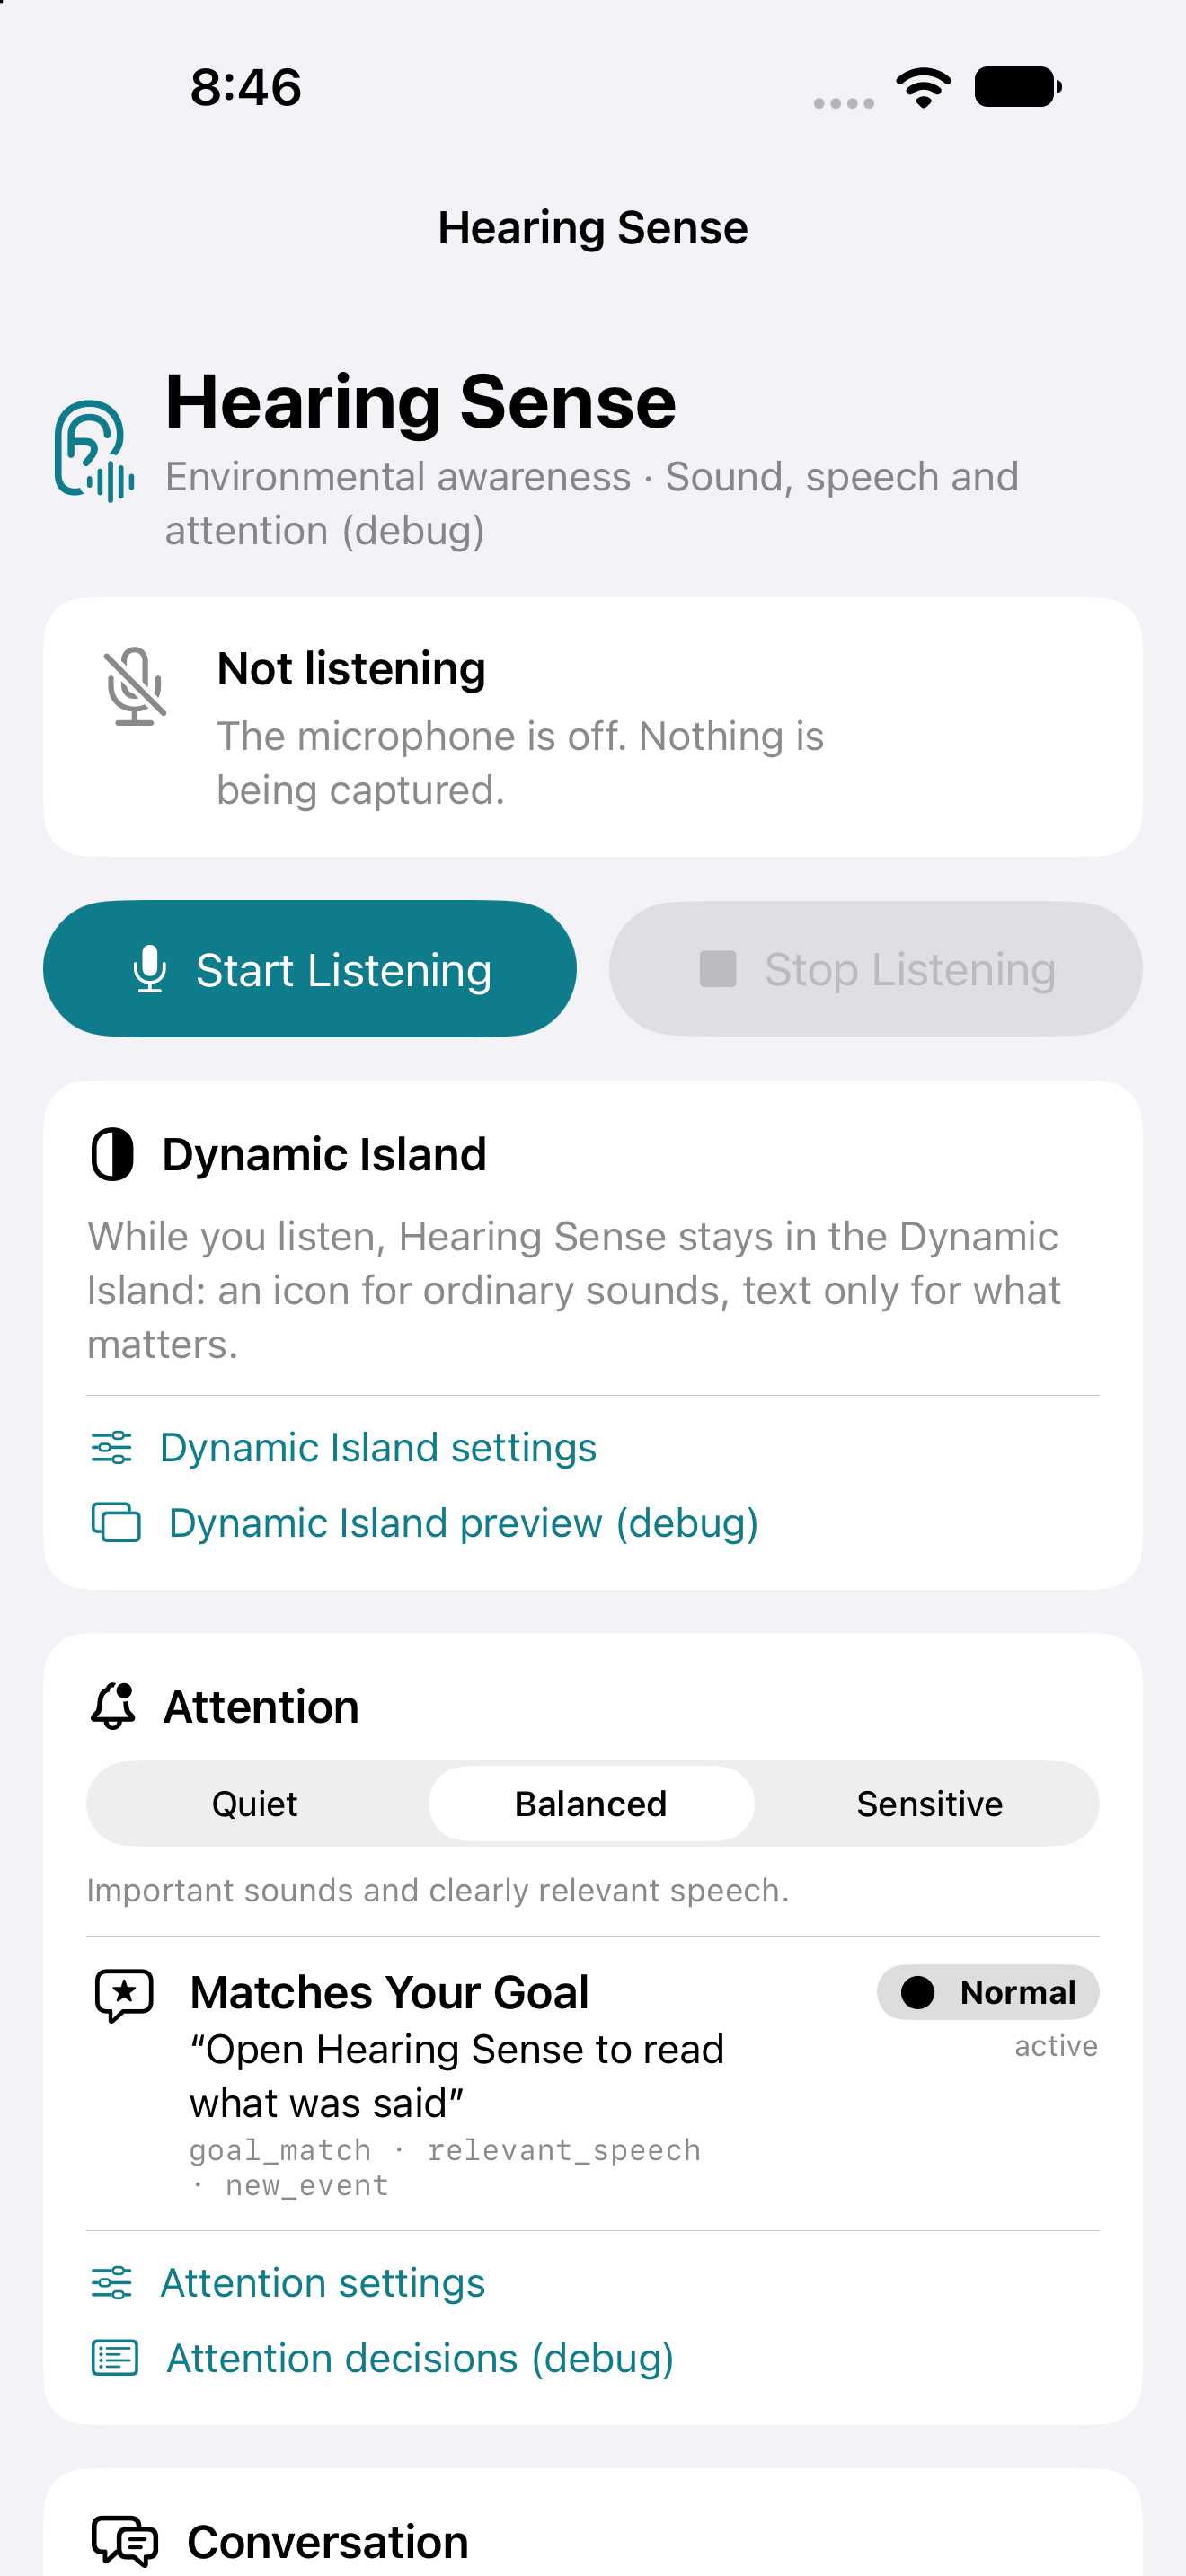 8:46
Hearing Sense
Hearing Sense
Environmental awareness · Sound, speech and
attention (debug)
Not listening
The microphone is off. Nothing is
being captured.
Start Listening
Stop Listening
Dynamic Island
While you listen, Hearing Sense stays in the Dynamic
Island: an icon for ordinary sounds, text only for what
matters.
Dynamic Island settings
Dynamic Island preview (debug)
Attention
Quiet
Balanced
Sensitive
Important sounds and clearly relevant speech.
Matches Your Goal
Normal
“Open Hearing Sense to read
active
what was said”
goal_match · relevant_speech
· new_event
Attention settings
Attention decisions (debug)
Conversation